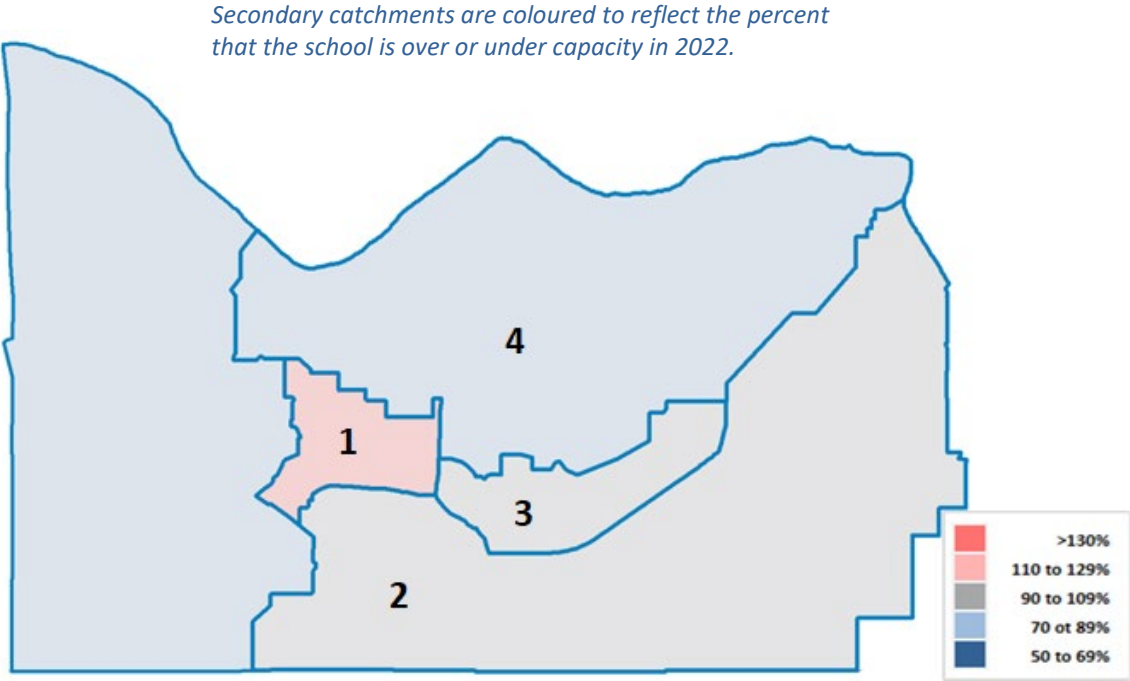 Secondary catchments are coloured to reflect the percent
that the school is over or under capacity in 2022.
4
1
3
2
>130%
110 to 129%
90 to 109%
70 ot 89%
50 to 69%